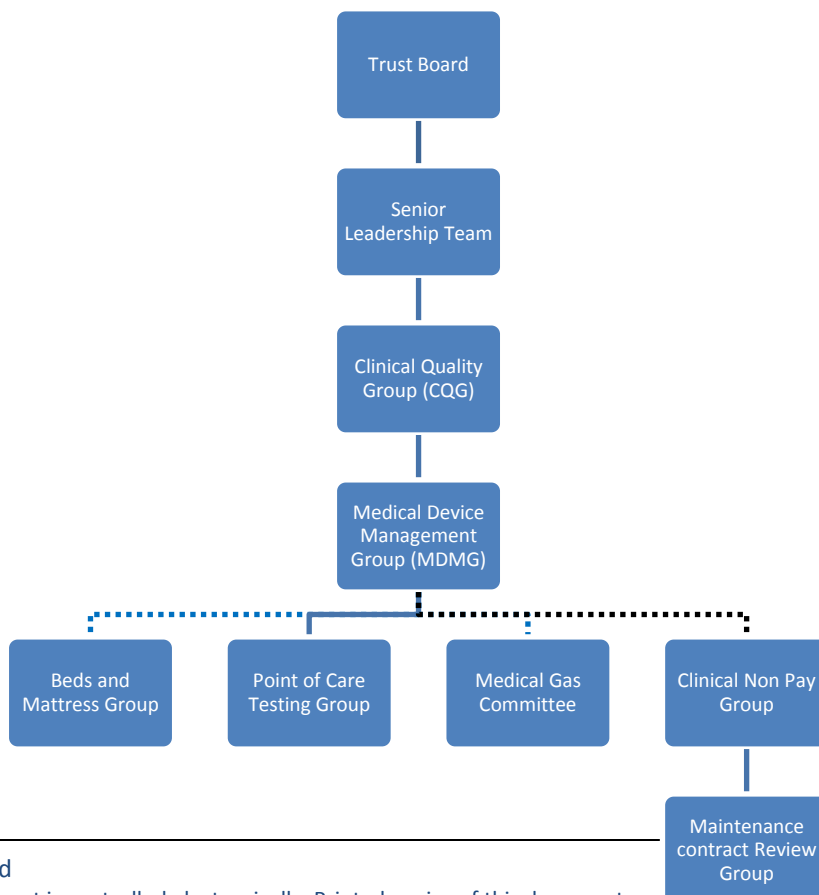 Trust Board
Senior
Leadership Team
Clinical Quality
Group (CQG)
Medical Device
Management
Group (MDMG)
Beds and
Mattress Group
Point of Care
Testing Group
Medical Gas
Committee
Clinical Non Pay
Group
Maintenance
contract Review
Group